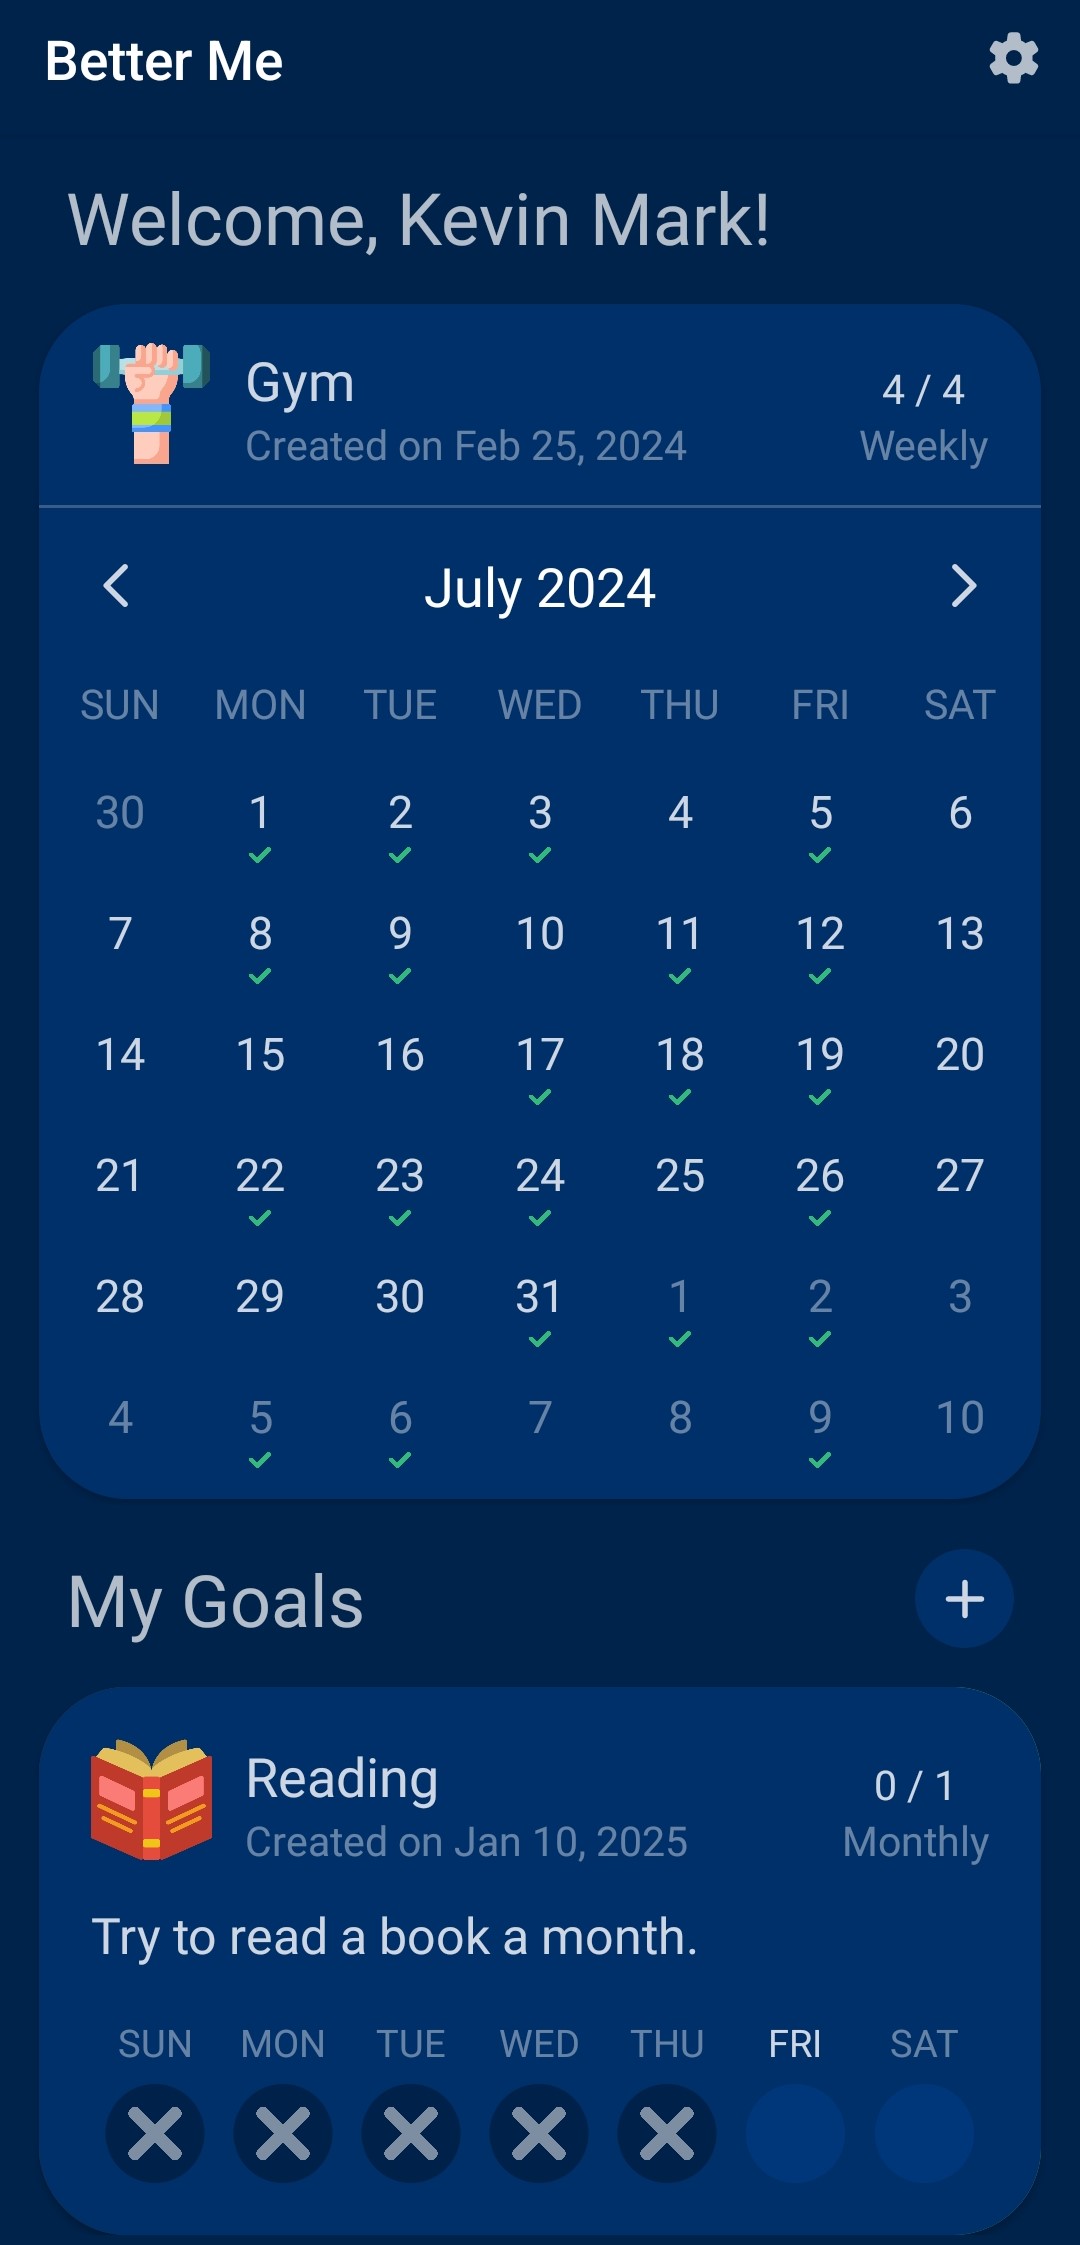 Better Me
Welcome, Kevin Mark!
Gym
4 / 4
Created on Feb 25, 2024
Weekly
July 2024
SUN MON TUE WED THU FRI SAT
30 1 2 3 4 5 6
7 8 9 10 11 12 13
14 15 16 17 18 19 20
21 22 23 24 25 26 27
28 29 30 31 1 2 3
4 5 6 7 8 9 10
My Goals
Reading
0 / 1
Created on Jan 10, 2025
Monthly
Try to read a book a month.
SUN MON TUE WED THU FRI SAT